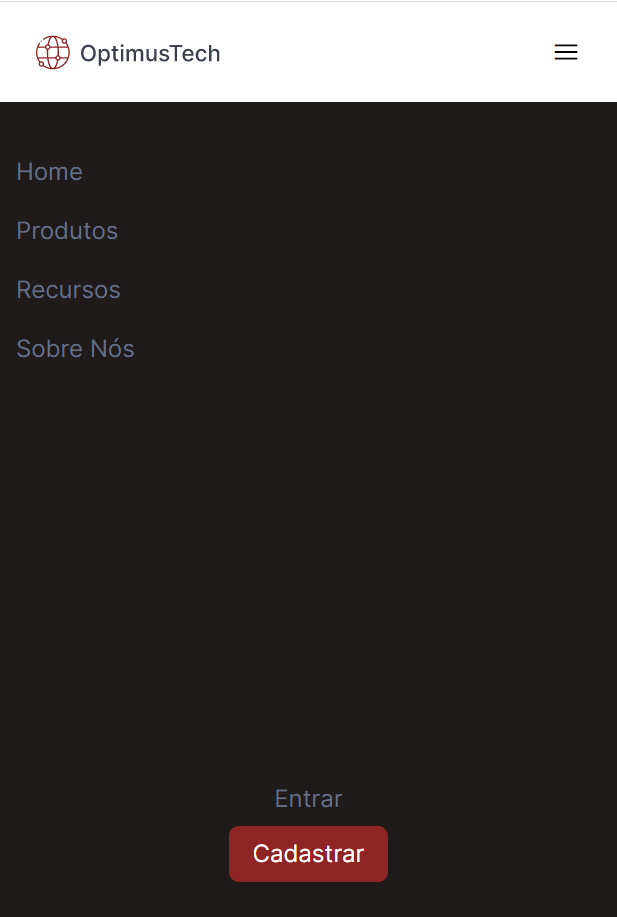 OptimusTech
Home
Produtos
Recursos
Sobre Nós
Entrar
Cadastrar